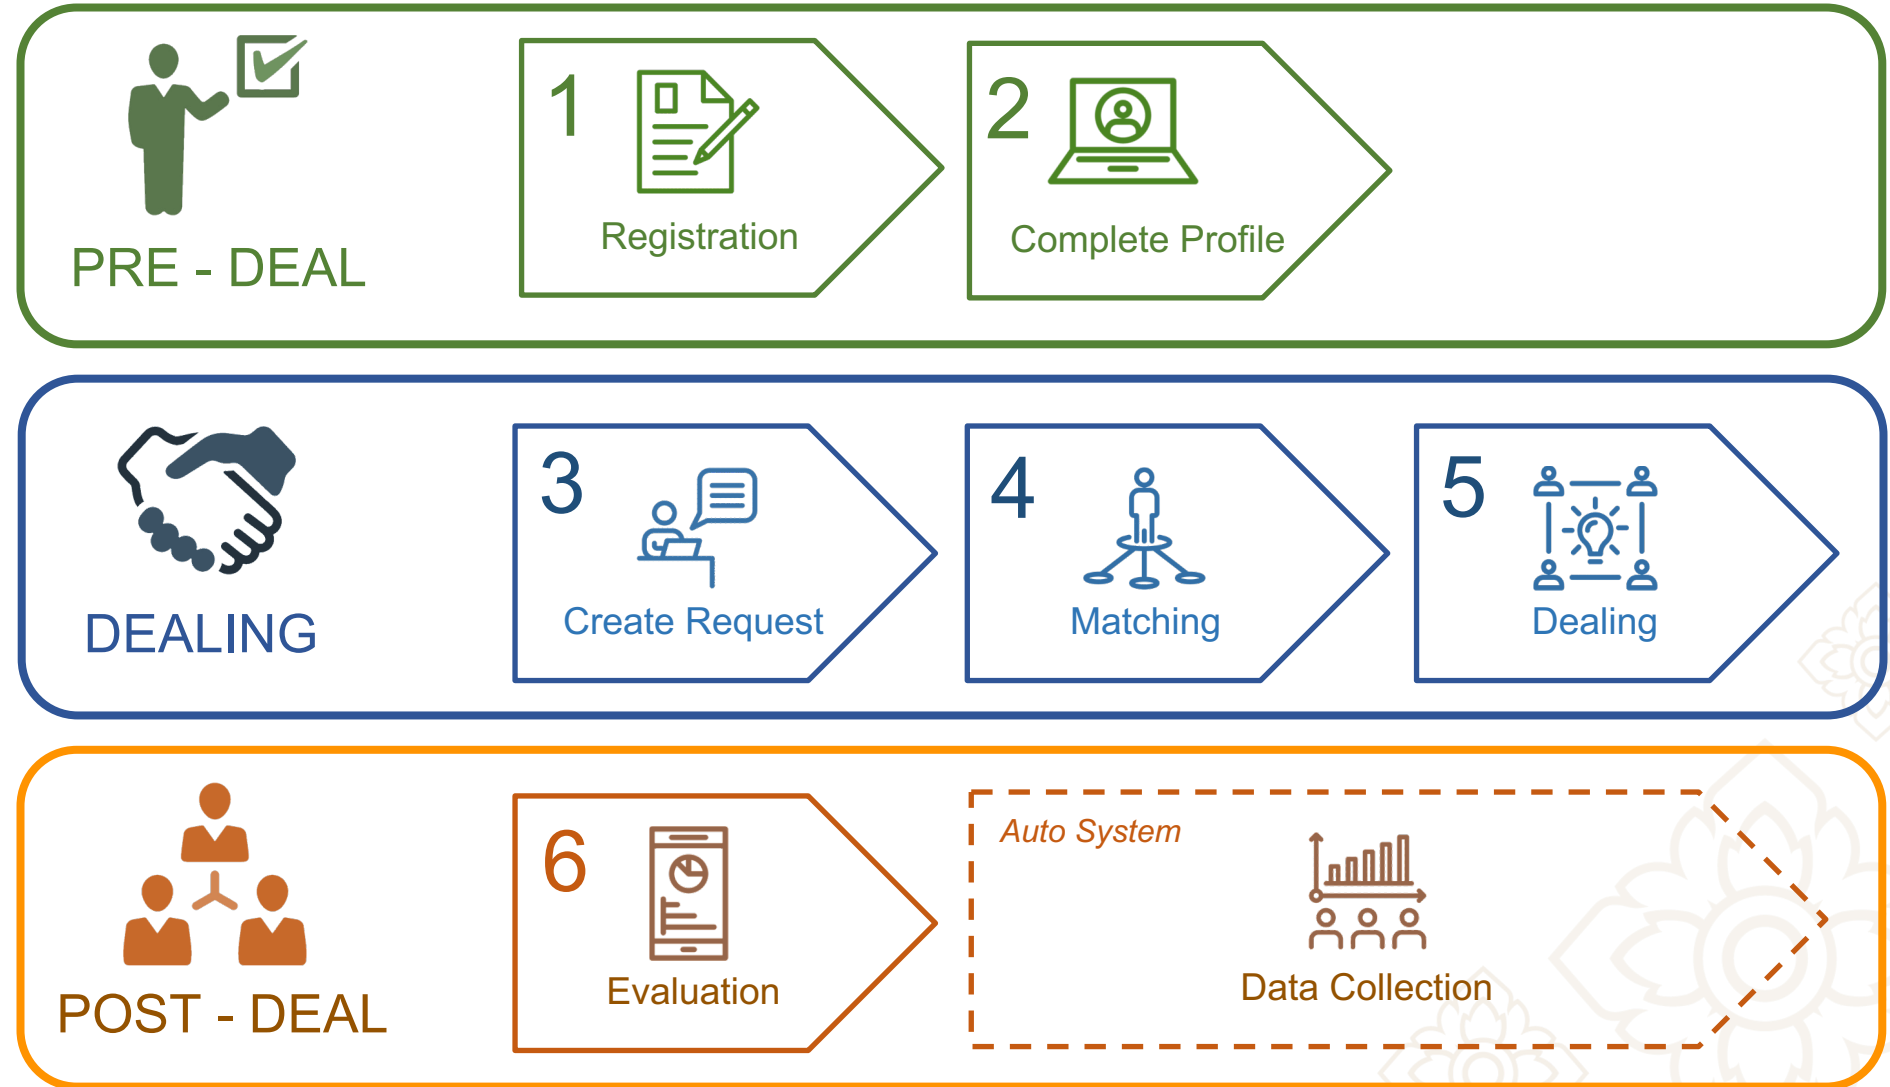 PRE - DEAL
1
Registration
2
Complete Profile
DEALING
3
Create Request
4
Matching
5
Dealing
POST - DEAL
6
Evaluation
Auto System
Data Collection